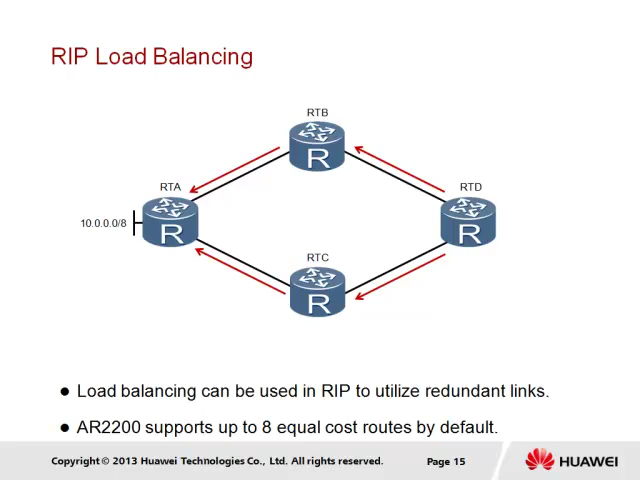 RIP Load Balancing
RTB
R
RTA
RTD
10.0.0.0/8
R
R
RTC
R
● Load balancing can be used in RIP to utilize redundant links.
● AR2200 supports up to 8 equal cost routes by default.
Copyright © 2013 Huawei Technologies Co., Ltd. All rights reserved.
Page 15
HUAWEI